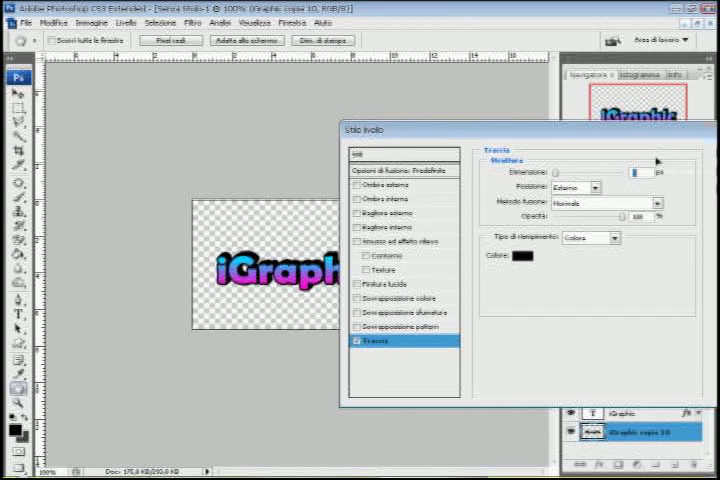 Adobe Photoshop CS3 Extended - [Senza titolo-1 @ 100% (iGraphic copia 10, RGB/8)]
File Modifica Immagine Livello Selezione Filtro Analisi Visualizza Finestra Aiuto
Scorri tutte le finestre Pixel reali Adatta allo schermo Dim. di stampa Area di lavoro
Ps
Navigatore x Istogramma Info
iGraphic
Stile livello
Stili
Opzioni di fusione: Predefinite
Ombra esterna
Ombra interna
Bagliore esterno
Bagliore interno
Smusso ed effetto rilievo
Contorno
Texture
Finitura lucida
Sovrapposizione colore
Sovrapposizione sfumatura
Sovrapposizione pattern
Traccia
Traccia
Struttura
Dimensione: px
Posizione: Esterno
Metodo fusione: Normale
Opacità: 100 %
Tipo di riempimento: Colore
Colore:
iGraph
T iGraphic fx
iGraphic copia 10
100% Doc: 175,8 KB/293,0 KB